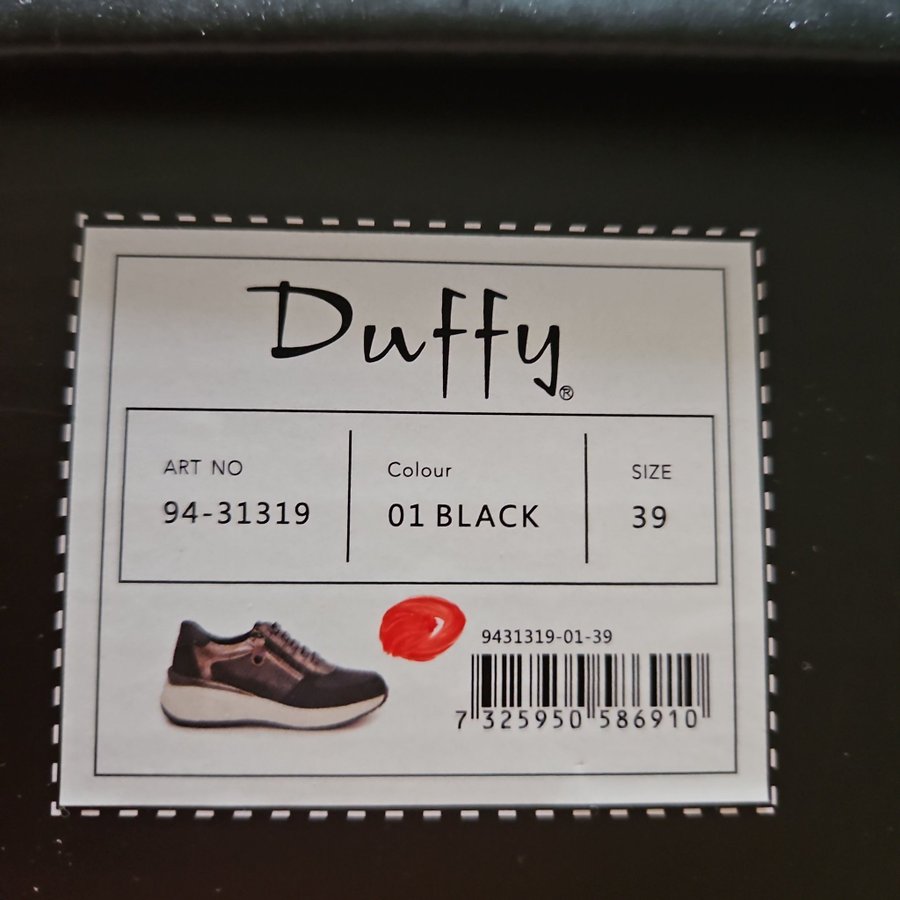 Duffy®
ART NO Colour SIZE
94-31319 01 BLACK 39
9431319-01-39
7 325950 586910